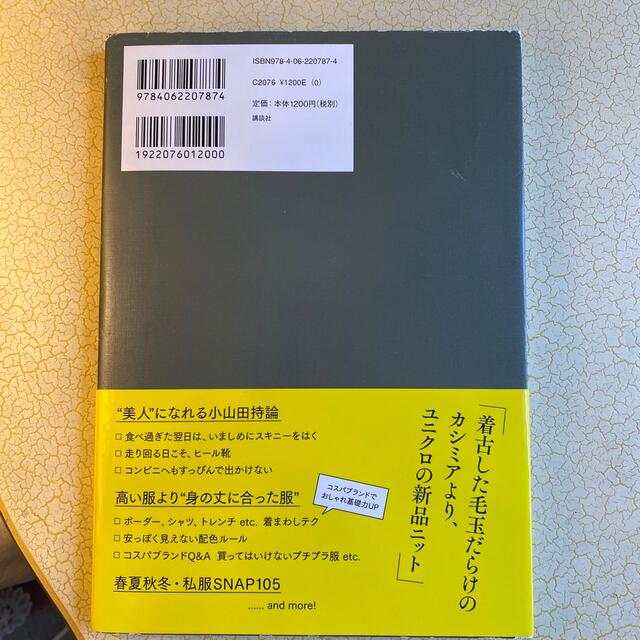 ISBN978-4-06-220787-4
C2076 ¥1200E (0)
定価：本体1200円(税別)
講談社
9784062207874
1922076012000
「着古した毛玉だらけの
カシミアより、
ユニクロの新品ニット」
“美人”になれる小山田持論
□ 食べ過ぎた翌日は、いましめにスキニーをはく
□ 走り回る日こそ、ヒール靴
□ コンビニへもすっぴんで出かけない
高い服より“身の丈に合った服”
コスパブランドで
おしゃれ基礎力UP
□ ボーダー、シャツ、トレンチ etc. 着まわしテク
□ 安っぽく見えない配色ルール
□ コスパブランドQ&A 買ってはいけないプチプラ服 etc.
春夏秋冬・私服SNAP105
...... and more!